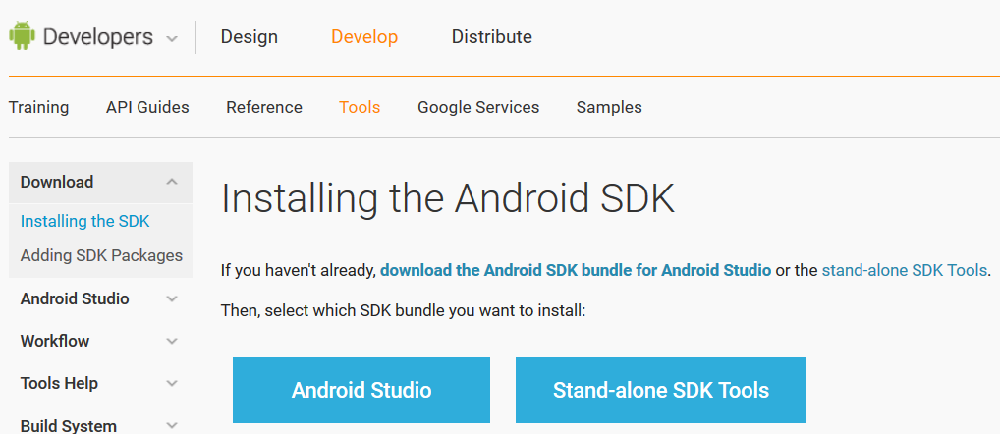 Developers Design Develop Distribute
Training API Guides Reference Tools Google Services Samples
Download
Installing the SDK
Adding SDK Packages
Android Studio
Workflow
Tools Help
Build System
Installing the Android SDK
If you haven't already, download the Android SDK bundle for Android Studio or the stand-alone SDK Tools.
Then, select which SDK bundle you want to install:
Android Studio Stand-alone SDK Tools